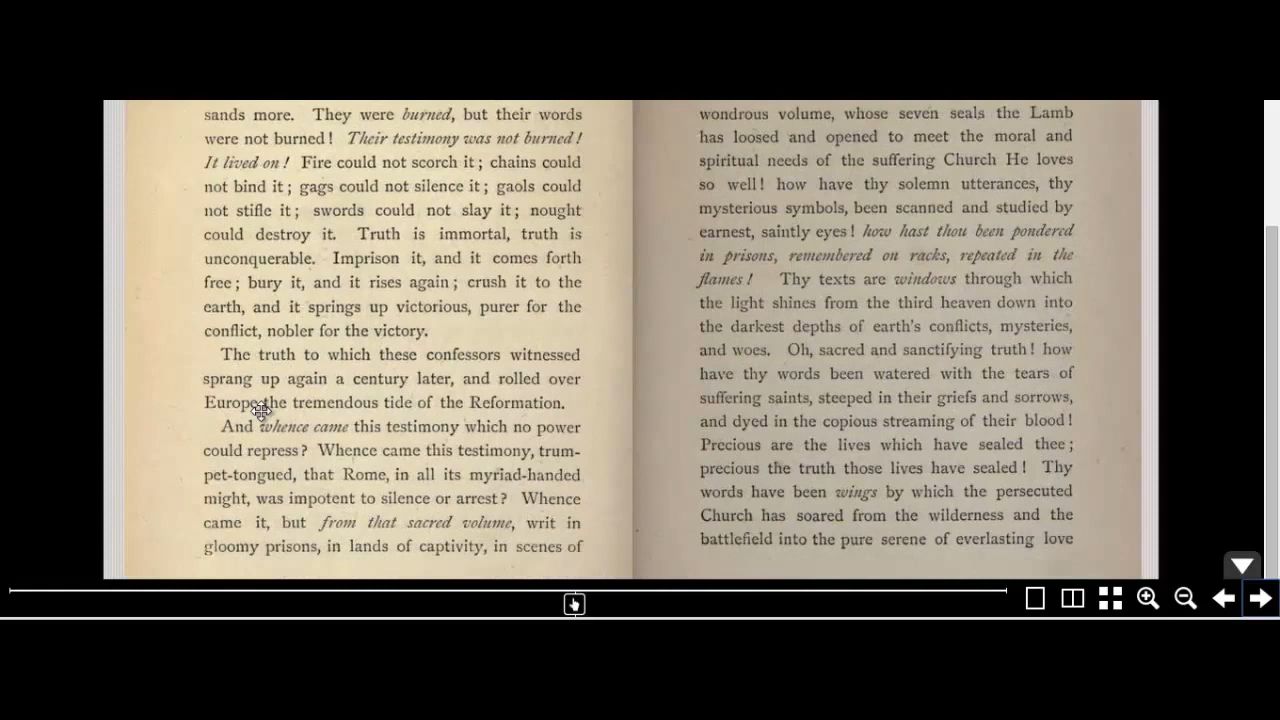 sands more. They were burned, but their words
were not burned! Their testimony was not burned!
It lived on! Fire could not scorch it; chains could
not bind it; gags could not silence it; gaols could
not stifle it; swords could not slay it; nought
could destroy it. Truth is immortal, truth is
unconquerable. Imprison it, and it comes forth
free; bury it, and it rises again; crush it to the
earth, and it springs up victorious, purer for the
conflict, nobler for the victory.
The truth to which these confessors witnessed
sprang up again a century later, and rolled over
Europe the tremendous tide of the Reformation.
And whence came this testimony which no power
could repress? Whence came this testimony, trum-
pet-tongued, that Rome, in all its myriad-handed
might, was impotent to silence or arrest? Whence
came it, but from that sacred volume, writ in
gloomy prisons, in lands of captivity, in scenes of
wondrous volume, whose seven seals the Lamb
has loosed and opened to meet the moral and
spiritual needs of the suffering Church He loves
so well! how have thy solemn utterances, thy
mysterious symbols, been scanned and studied by
earnest, saintly eyes! how hast thou been pondered
in prisons, remembered on racks, repeated in the
flames! Thy texts are windows through which
the light shines from the third heaven down into
the darkest depths of earth's conflicts, mysteries,
and woes. Oh, sacred and sanctifying truth! how
have thy words been watered with the tears of
suffering saints, steeped in their griefs and sorrows,
and dyed in the copious streaming of their blood!
Precious are the lives which have sealed thee;
precious the truth those lives have sealed! Thy
words have been wings by which the persecuted
Church has soared from the wilderness and the
battlefield into the pure serene of everlasting love